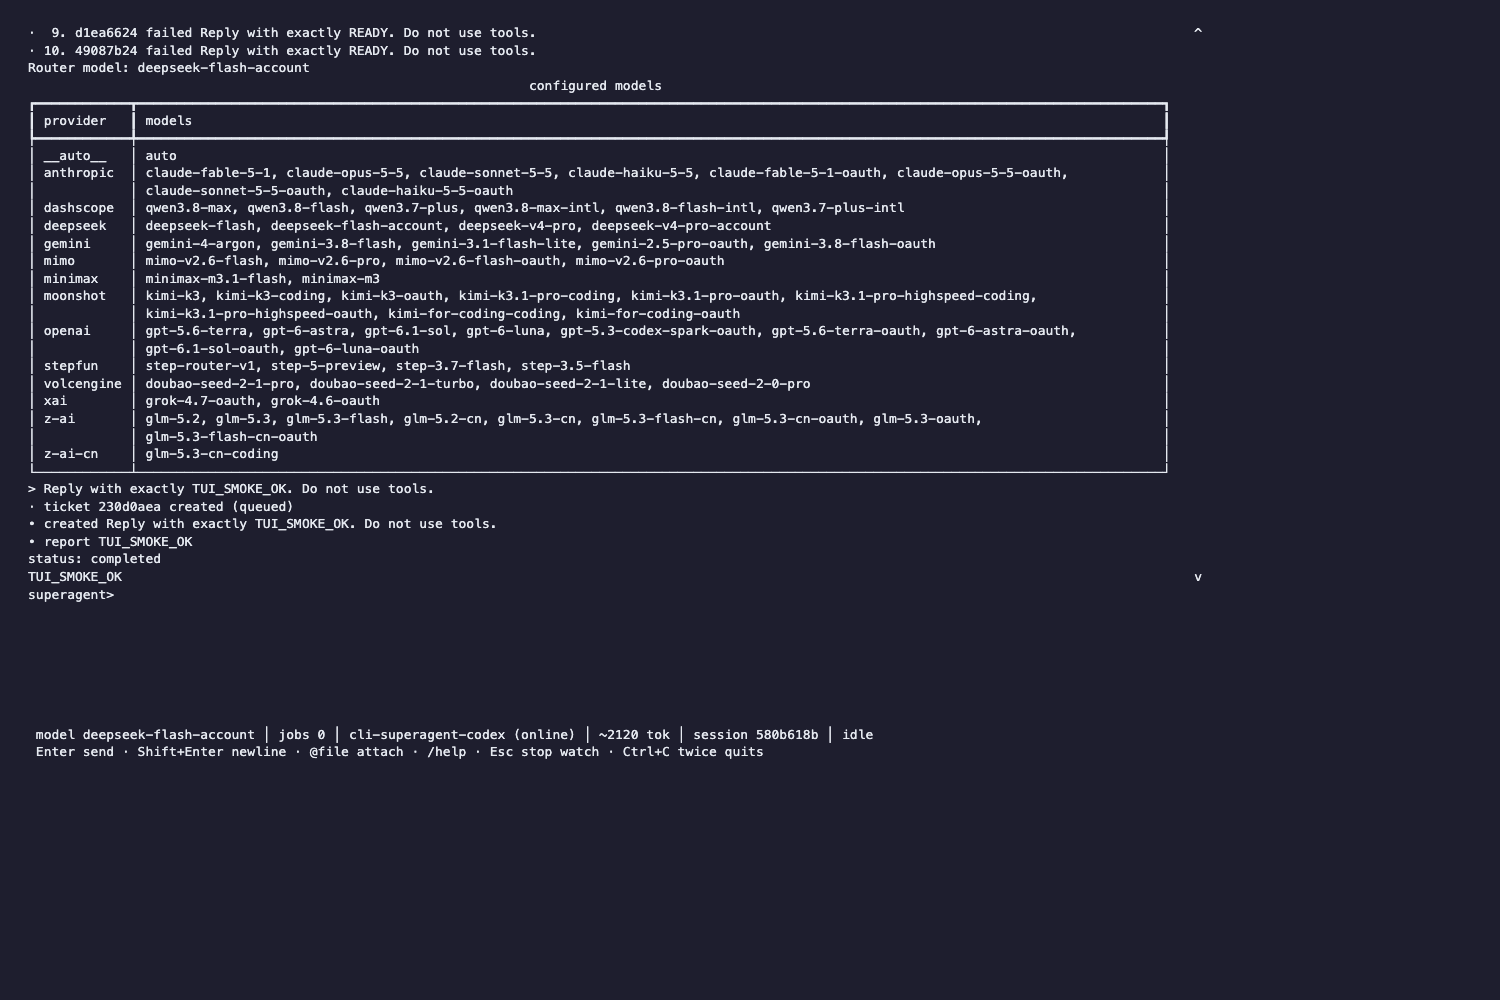 ·  9. d1ea6624 failed Reply with exactly READY. Do not use tools.
^
· 10. 49087b24 failed Reply with exactly READY. Do not use tools.
Router model: deepseek-flash-account
configured models
provider models
__auto__ auto
anthropic claude-fable-5-1, claude-opus-5-5, claude-sonnet-5-5, claude-haiku-5-5, claude-fable-5-1-oauth, claude-opus-5-5-oauth,
claude-sonnet-5-5-oauth, claude-haiku-5-5-oauth
dashscope qwen3.8-max, qwen3.8-flash, qwen3.7-plus, qwen3.8-max-intl, qwen3.8-flash-intl, qwen3.7-plus-intl
deepseek deepseek-flash, deepseek-flash-account, deepseek-v4-pro, deepseek-v4-pro-account
gemini gemini-4-argon, gemini-3.8-flash, gemini-3.1-flash-lite, gemini-2.5-pro-oauth, gemini-3.8-flash-oauth
mimo mimo-v2.6-flash, mimo-v2.6-pro, mimo-v2.6-flash-oauth, mimo-v2.6-pro-oauth
minimax minimax-m3.1-flash, minimax-m3
moonshot kimi-k3, kimi-k3-coding, kimi-k3-oauth, kimi-k3.1-pro-coding, kimi-k3.1-pro-oauth, kimi-k3.1-pro-highspeed-coding,
kimi-k3.1-pro-highspeed-oauth, kimi-for-coding-coding, kimi-for-coding-oauth
openai gpt-5.6-terra, gpt-6-astra, gpt-6.1-sol, gpt-6-luna, gpt-5.3-codex-spark-oauth, gpt-5.6-terra-oauth, gpt-6-astra-oauth,
gpt-6.1-sol-oauth, gpt-6-luna-oauth
stepfun step-router-v1, step-5-preview, step-3.7-flash, step-3.5-flash
volcengine doubao-seed-2-1-pro, doubao-seed-2-1-turbo, doubao-seed-2-1-lite, doubao-seed-2-0-pro
xai grok-4.7-oauth, grok-4.6-oauth
z-ai glm-5.2, glm-5.3, glm-5.3-flash, glm-5.2-cn, glm-5.3-cn, glm-5.3-flash-cn, glm-5.3-cn-oauth, glm-5.3-oauth,
glm-5.3-flash-cn-oauth
z-ai-cn glm-5.3-cn-coding
> Reply with exactly TUI_SMOKE_OK. Do not use tools.
· ticket 230d0aea created (queued)
• created Reply with exactly TUI_SMOKE_OK. Do not use tools.
• report TUI_SMOKE_OK
status: completed
TUI_SMOKE_OK
v
superagent>
model deepseek-flash-account │ jobs 0 │ cli-superagent-codex (online) │ ~2120 tok │ session 580b618b │ idle
Enter send · Shift+Enter newline · @file attach · /help · Esc stop watch · Ctrl+C twice quits